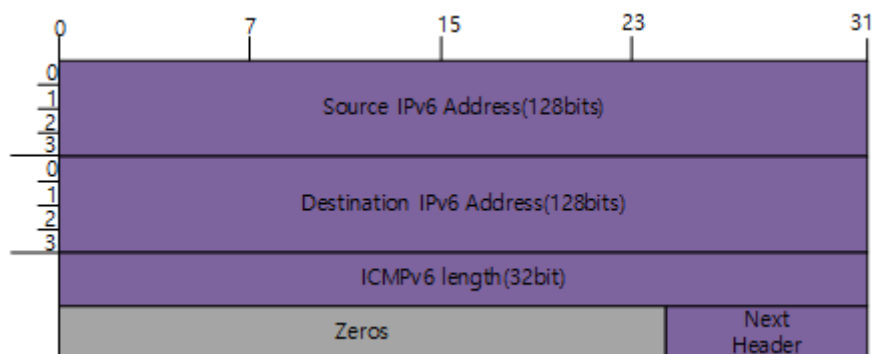 0 7 15 23 31
0
1
2
3
Source IPv6 Address(128bits)
0
1
2
3
Destination IPv6 Address(128bits)
ICMPv6 length(32bit)
Zeros
Next
Header